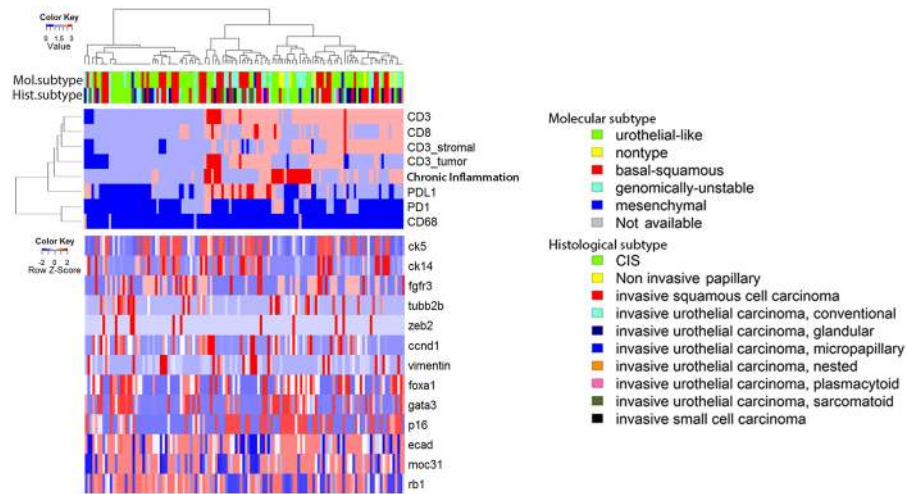 Color Key
0 1.5 3
Value
Mol.subtype
Hist.subtype
CD3
CD8
CD3_stromal
CD3_tumor
Chronic Inflammation
PDL1
PD1
CD68
Color Key
-2 0 2
Row Z-Score
ck5
ck14
fgfr3
tubb2b
zeb2
ccnd1
vimentin
foxa1
gata3
p16
ecad
moc31
rb1
Molecular subtype
urothelial-like
nontype
basal-squamous
genomically-unstable
mesenchymal
Not available
Histological subtype
CIS
Non invasive papillary
invasive squamous cell carcinoma
invasive urothelial carcinoma, conventional
invasive urothelial carcinoma, glandular
invasive urothelial carcinoma, micropapillary
invasive urothelial carcinoma, nested
invasive urothelial carcinoma, plasmacytoid
invasive urothelial carcinoma, sarcomatoid
invasive small cell carcinoma